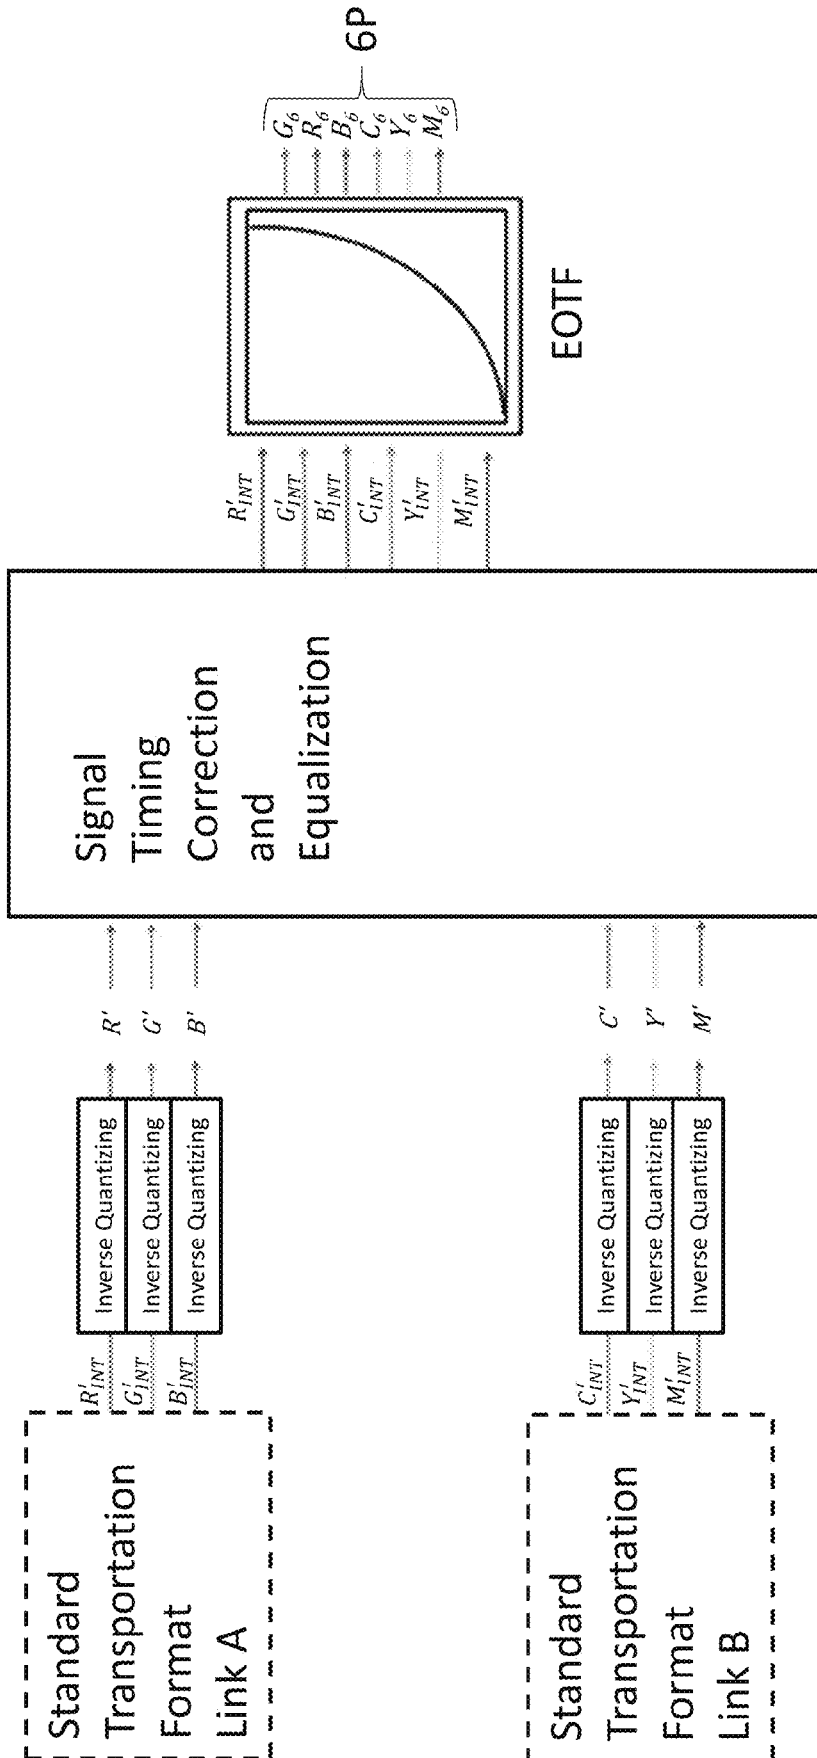 Standard
Transportation
Format
Link A
R'INT
G'INT
B'INT
Inverse Quantizing
Inverse Quantizing
Inverse Quantizing
R'
G'
B'
Standard
Transportation
Format
Link B
C'INT
Y'INT
M'INT
Inverse Quantizing
Inverse Quantizing
Inverse Quantizing
C'
Y'
M'
Signal
Timing
Correction
and
Equalization
R'INT
G'INT
B'INT
C'INT
Y'INT
M'INT
EOTF
G6
R6
B6
C6
Y6
M6
6P